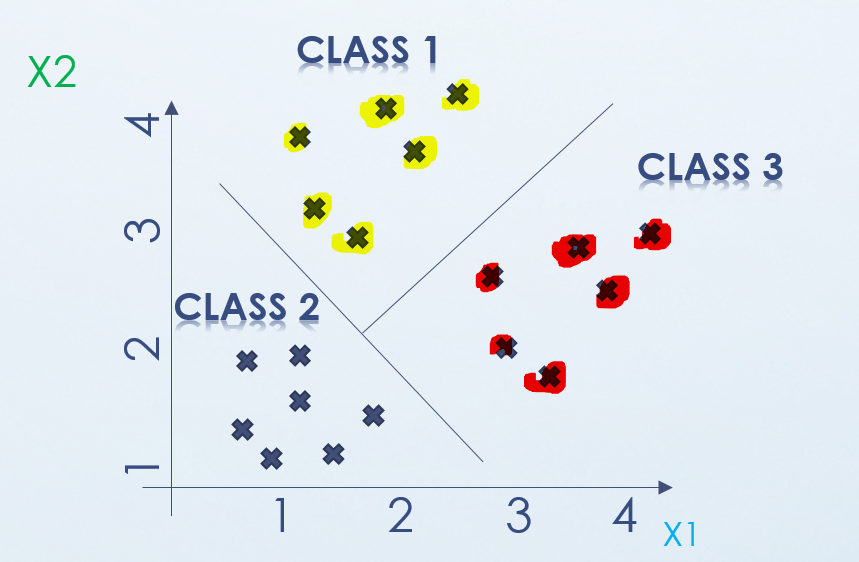 CLASS 1
X2
4
CLASS 3
3
CLASS 2
2
1
1 2 3 4
X1